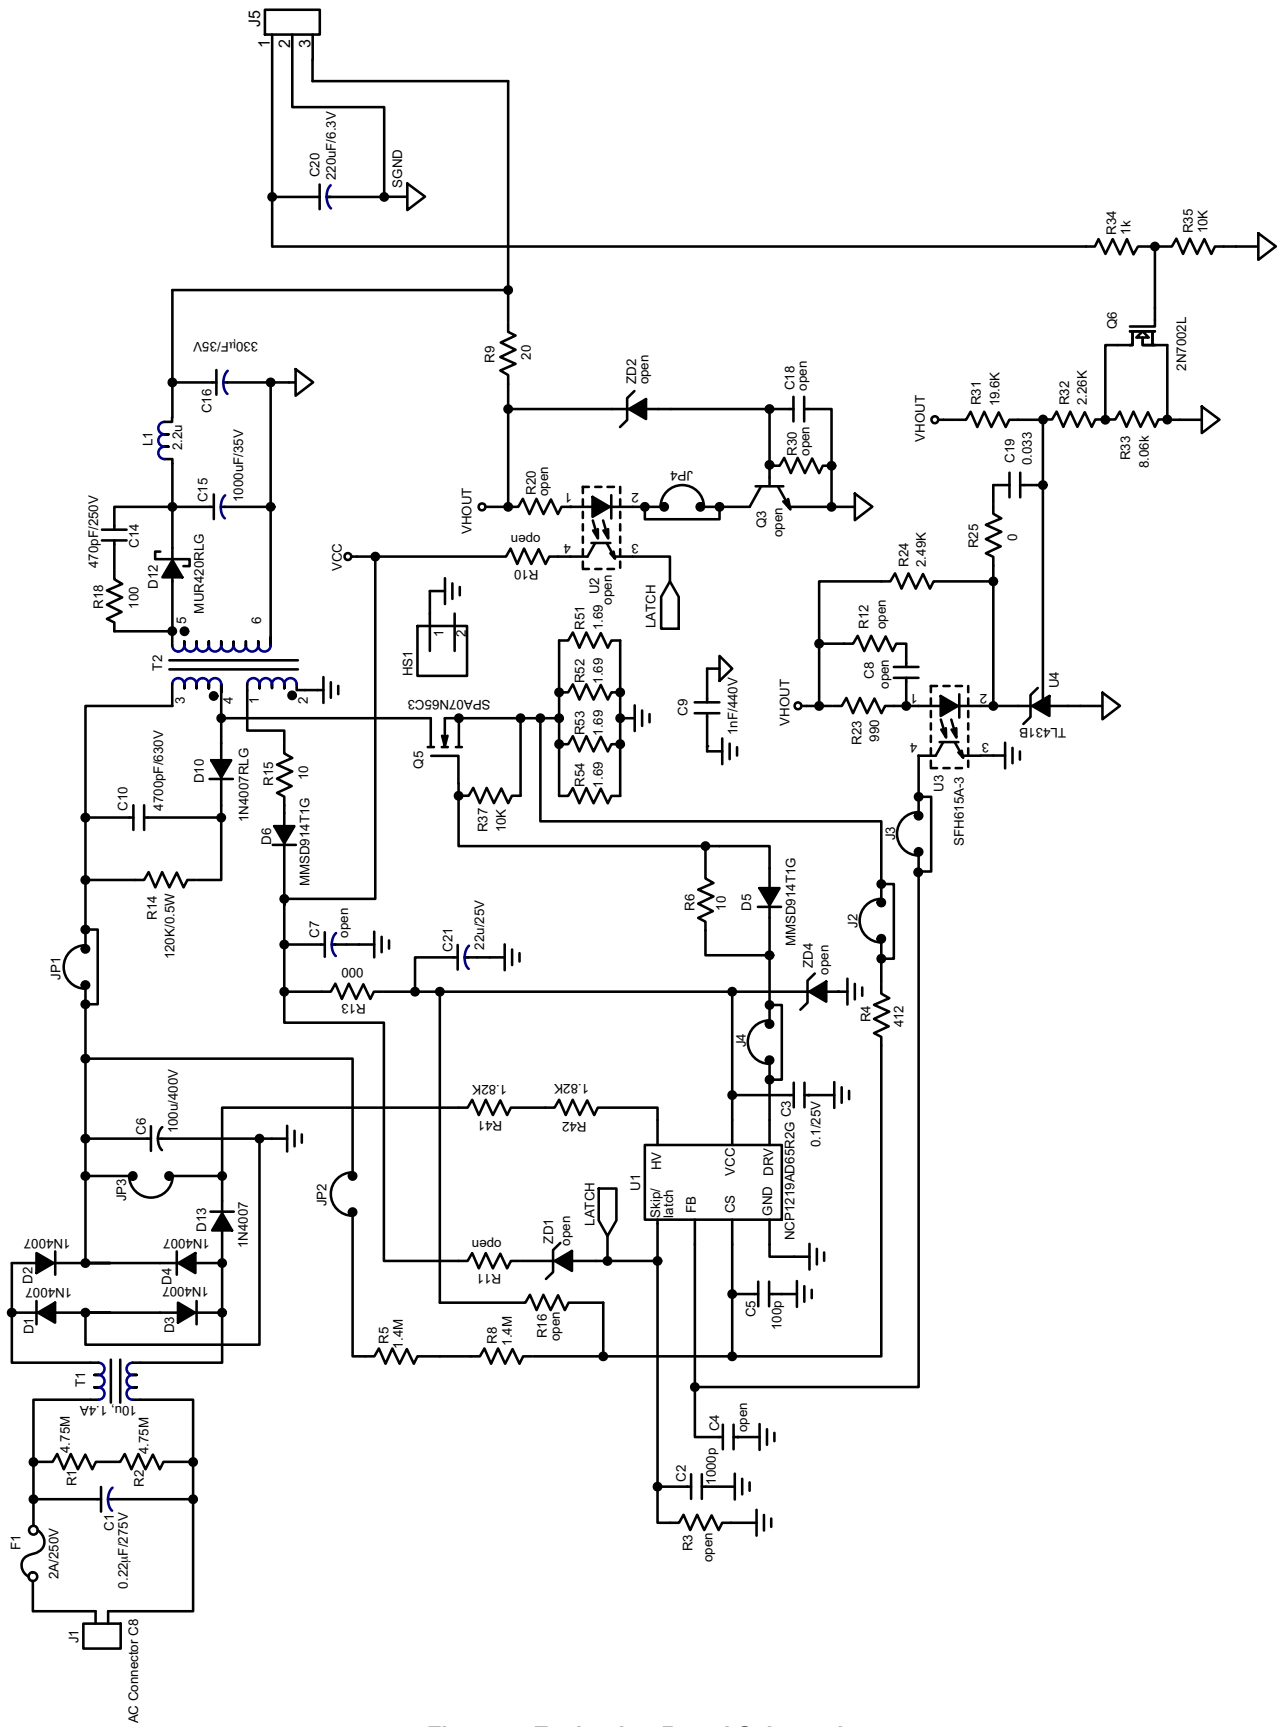 J1
AC Connector C8
F1
2A/250V
C1
0.22µF/275V
R1
4.75M
R2
4.75M
T1
10u, 1.4A
D1
1N4007
D2
1N4007
D3
1N4007
D4
1N4007
D13
1N4007
JP3
C6
100u/400V
JP1
JP2
R14
120K/0.5W
C10
4700pF/630V
D10
1N4007RLG
R15
10
D6
MMSD914T1G
T2
3
4
1
2
5
6
R18
100
470pF/250V
C14
D12
MUR420RLG
C15
1000uF/35V
L1
2.2u
C16
330µF/35V
J5
1
2
3
C20
220uF/6.3V
SGND
C7
open
R13
000
C21
22u/25V
R41
1.82K
R42
1.82K
R5
1.4M
R8
1.4M
R11
open
ZD1
open
R16
open
LATCH
U1
Skip/
latch
FB
CS
GND
HV
VCC
DRV
NCP1219AD65R2G
R3
open
C2
1000p
C4
open
C5
100p
C3
0.1/25V
J4
ZD4
open
R6
10
D5
MMSD914T1G
R4
412
J2
J3
Q5
SPA07N65C3
R37
10K
R54
1.69
R53
1.69
R52
1.69
R51
1.69
HS1
1
2
C9
1nF/440V
VCC
R10
open
U2
open
4
3
1
2
LATCH
VHOUT
R20
open
R9
20
ZD2
open
JP4
Q3
open
R30
open
C18
open
VHOUT
R23
990
C8
open
R12
open
R24
2.49K
U3
SFH615A-3
4
3
1
2
U4
TL431B
R25
0
C19
0.033
VHOUT
R31
19.6K
R32
2.26K
R33
8.06k
Q6
2N7002L
R34
1k
R35
10K